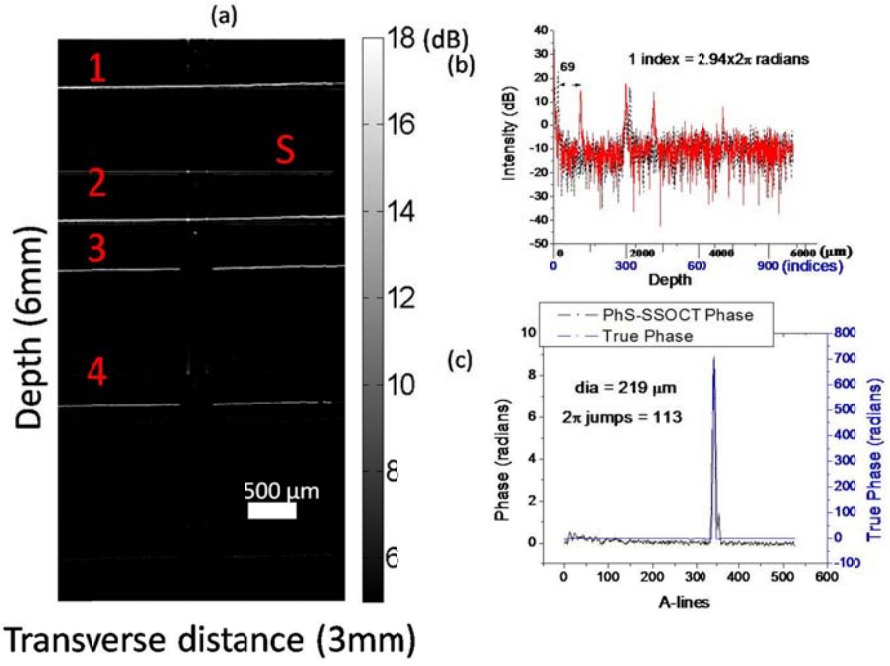 (a)
18 (dB)
16
14
12
10
8
6
1
S
2
3
4
500 µm
Depth (6mm)
Transverse distance (3mm)
(b)
40
30
20
10
0
-10
-20
-30
-40
-50
Intensity (dB)
69
1 index = 2.94x2π radians
0 2000 4000 6000 (µm)
0 300 600 900 (indices)
Depth
(c)
PhS-SSOCT Phase
True Phase
10
8
6
4
2
0
Phase (radians)
dia = 219 µm
2π jumps = 113
800
700
600
500
400
300
200
100
0
-100
True Phase (radians)
0 100 200 300 400 500 600
A-lines